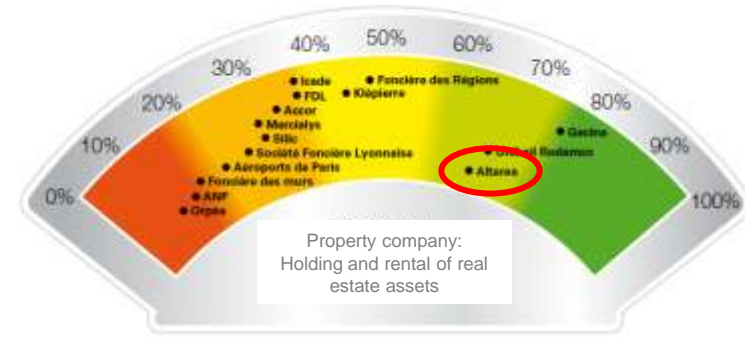 0%
10%
20%
30%
40%
50%
60%
70%
80%
90%
100%
Icade
FDL
Accor
Mercialys
Silic
Société Foncière Lyonnaise
Aéroports de Paris
Foncière des murs
ANF
Orpéa
Foncière des Régions
Klépierre
Gecina
Rodamco
Altarea
Property company:
Holding and rental of real
estate assets